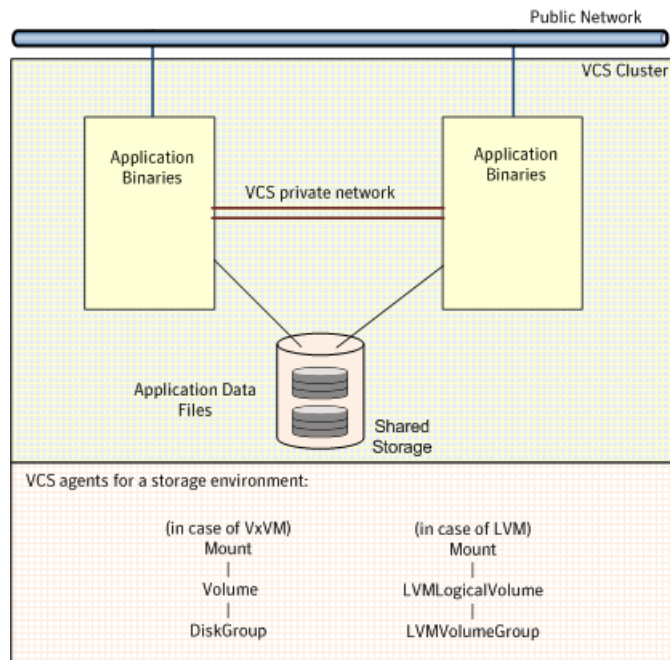 Public Network
VCS Cluster
Application
Binaries
Application
Binaries
VCS private network
Application Data
Files
Shared
Storage
VCS agents for a storage environment:
(in case of VxVM)
Mount
Volume
DiskGroup
(in case of LVM)
Mount
LVMLogicalVolume
LVMVolumeGroup